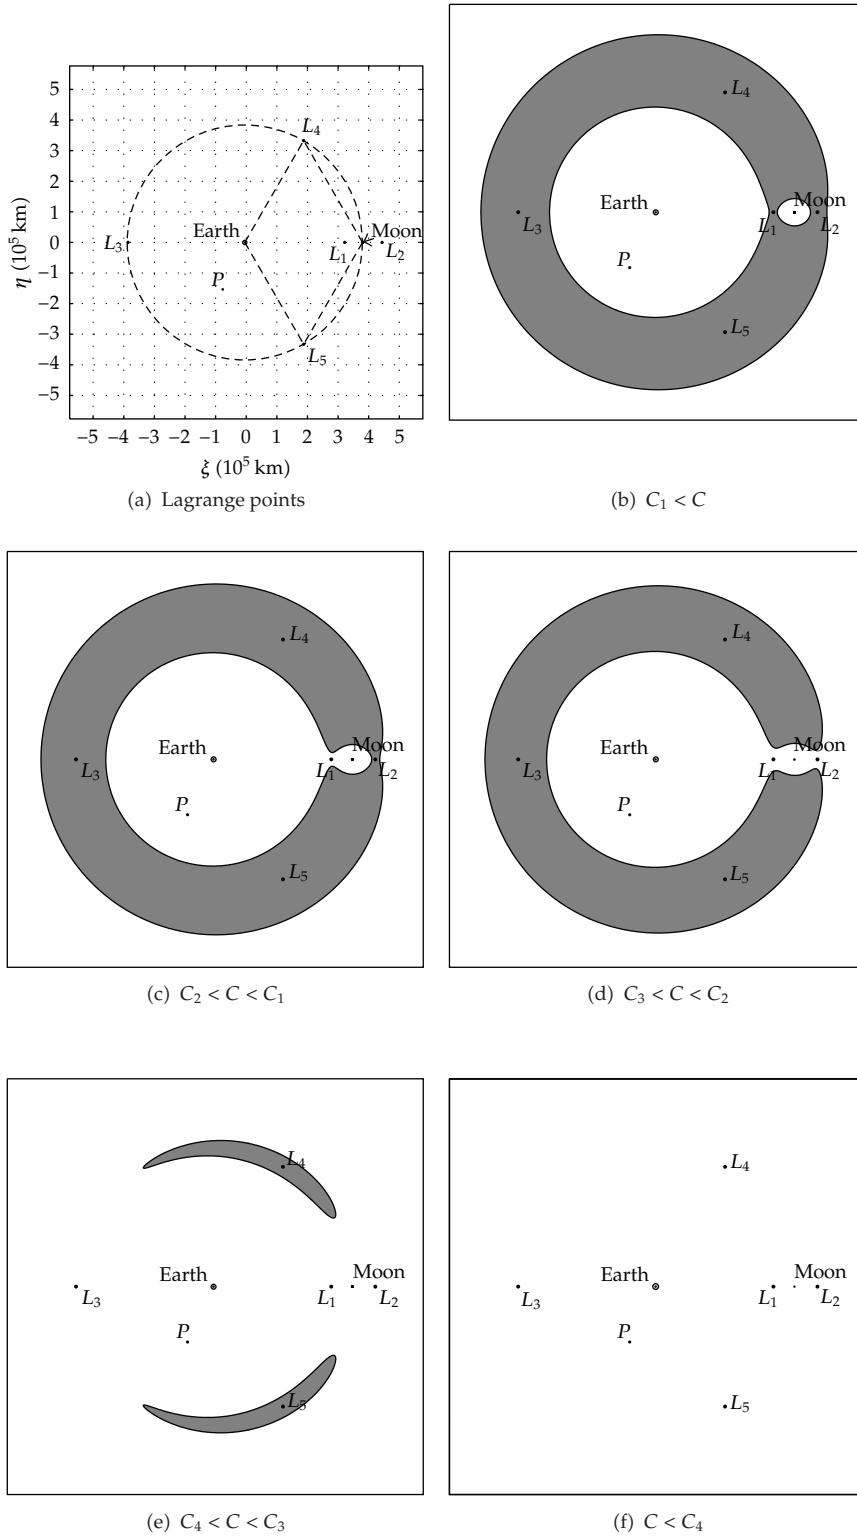 5
4
3
2
1
0
−1
−2
−3
−4
−5
η (10⁵ km)
L₄
Earth
Moon
L₃
L₁
L₂
P
L₅
−5 −4 −3 −2 −1 0 1 2 3 4 5
ξ (10⁵ km)
(a) Lagrange points
L₄
Earth
Moon
L₃
L₁
L₂
P
L₅
(b) C₁ < C
L₄
Earth
Moon
L₃
L₁
L₂
P
L₅
(c) C₂ < C < C₁
L₄
Earth
Moon
L₃
L₁
L₂
P
L₅
(d) C₃ < C < C₂
L₄
Earth
Moon
L₃
L₁
L₂
P
L₅
(e) C₄ < C < C₃
L₄
Earth
Moon
L₃
L₁
L₂
P
L₅
(f) C < C₄